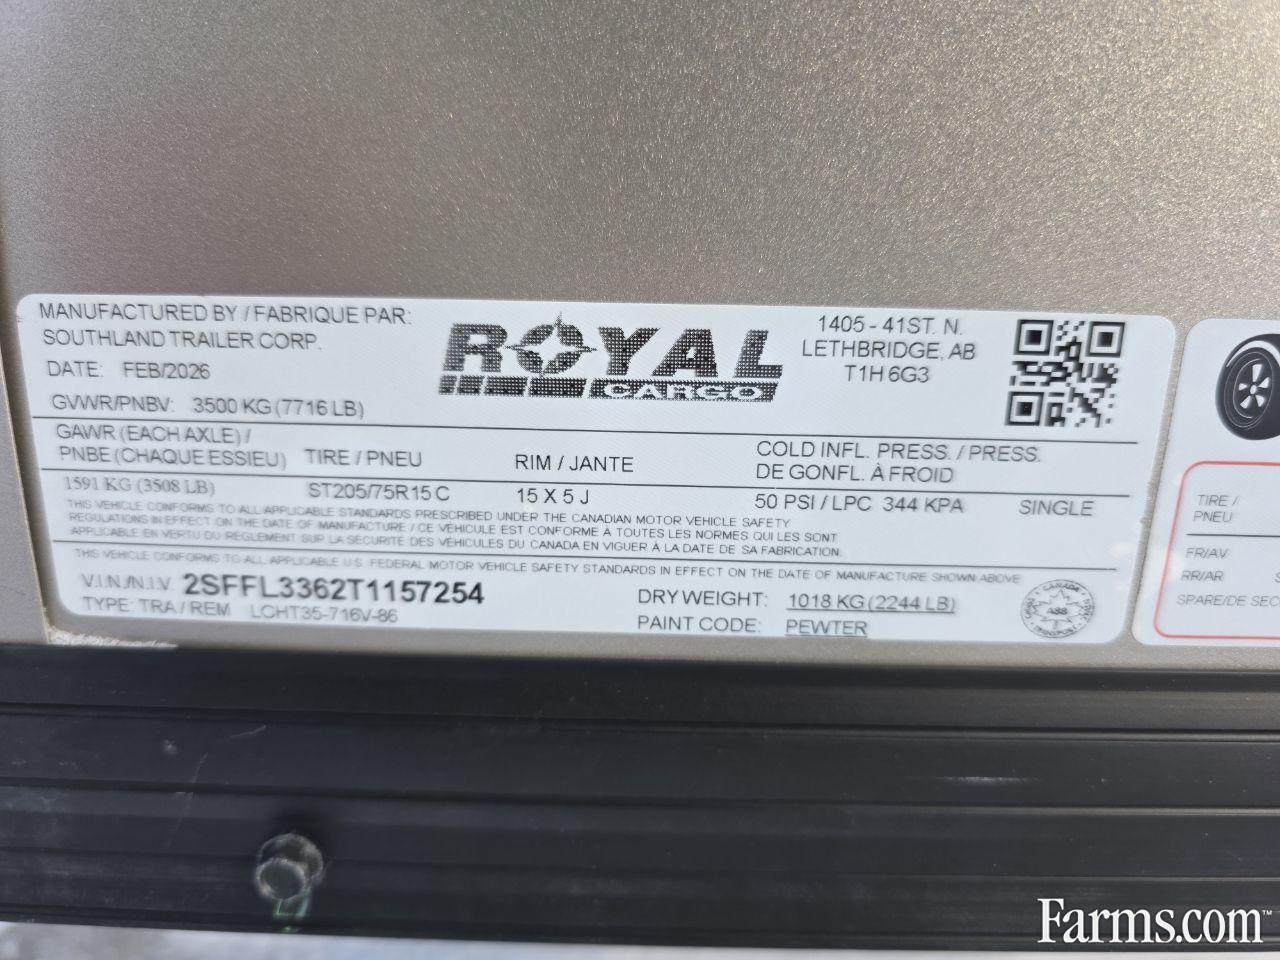 MANUFACTURED BY / FABRIQUE PAR:
SOUTHLAND TRAILER CORP.
DATE: FEB/2026
GVWR/PNBV: 3500 KG (7716 LB)
ROYAL
CARGO
1405 - 41ST. N.
LETHBRIDGE, AB
T1H 6G3
GAWR (EACH AXLE) /
PNBE (CHAQUE ESSIEU) TIRE / PNEU RIM / JANTE
COLD INFL. PRESS. / PRESS.
DE GONFL. À FROID
1591 KG (3508 LB) ST205/75R15 C 15 X 5 J 50 PSI / LPC 344 KPA SINGLE
THIS VEHICLE CONFORMS TO ALL APPLICABLE STANDARDS PRESCRIBED UNDER THE CANADIAN MOTOR VEHICLE SAFETY
REGULATIONS IN EFFECT ON THE DATE OF MANUFACTURE / CE VÉHICULE EST CONFORME À TOUTES LES NORMES QUI LES SONT
APPLICABLE EN VERTU DU RÈGLEMENT SUR LA SÉCURITÉ DES VÉHICULES DU CANADA EN VIGUER À LA DATE DE SA FABRICATION.
THIS VEHICLE CONFORMS TO ALL APPLICABLE U.S. FEDERAL MOTOR VEHICLE SAFETY STANDARDS IN EFFECT ON THE DATE OF MANUFACTURE SHOWN ABOVE
V.I.N./N.I.V. 2SFFL3362T1157254
TYPE: TRA / REM LCHT35-716V-86
DRY WEIGHT: 1018 KG (2244 LB)
PAINT CODE: PEWTER
CANADA
TRANSPORT
TIRE /
PNEU
FR/AV
RR/AR
SPARE/DE SEC
Farms.com™